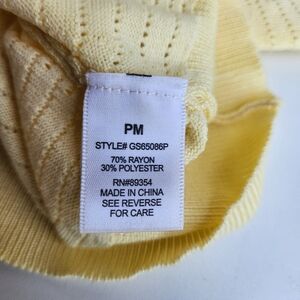 PM
STYLE# GS65086P
70% RAYON
30% POLYESTER
RN#89354
MADE IN CHINA
SEE REVERSE
FOR CARE